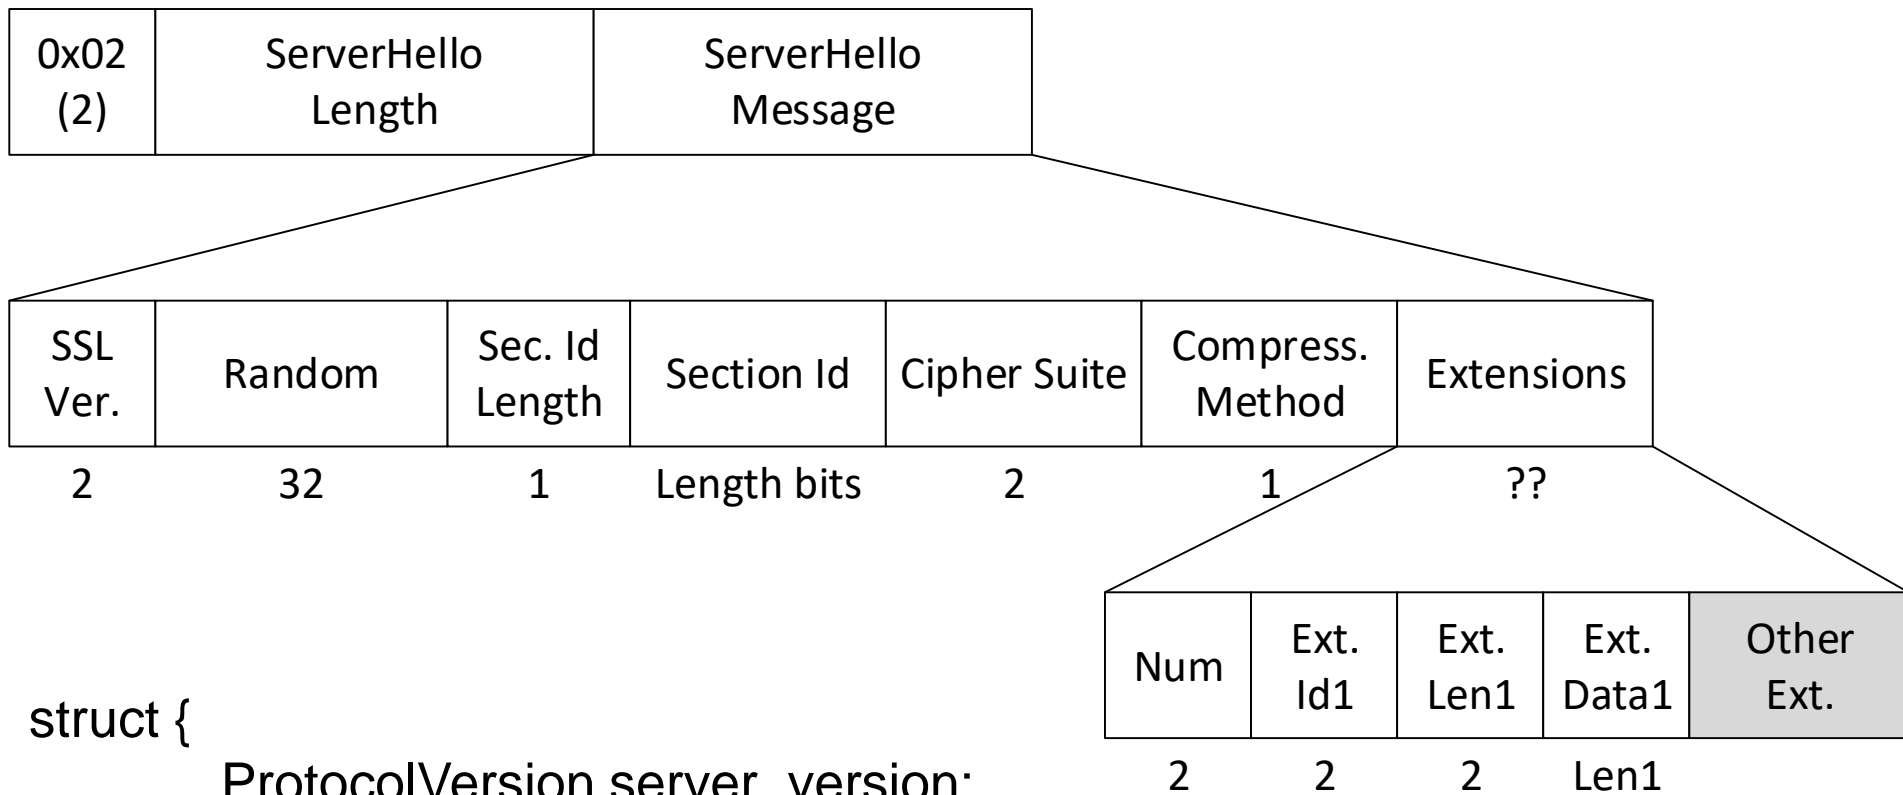 0x02
(2)
ServerHello
Length
ServerHello
Message
SSL
Ver.
Random
Sec. Id
Length
Section Id
Cipher Suite
Compress.
Method
Extensions
2
32
1
Length bits
2
1
??
Num
Ext.
Id1
Ext.
Len1
Ext.
Data1
Other
Ext.
2
2
2
Len1
struct {
ProtocolVersion server_version;